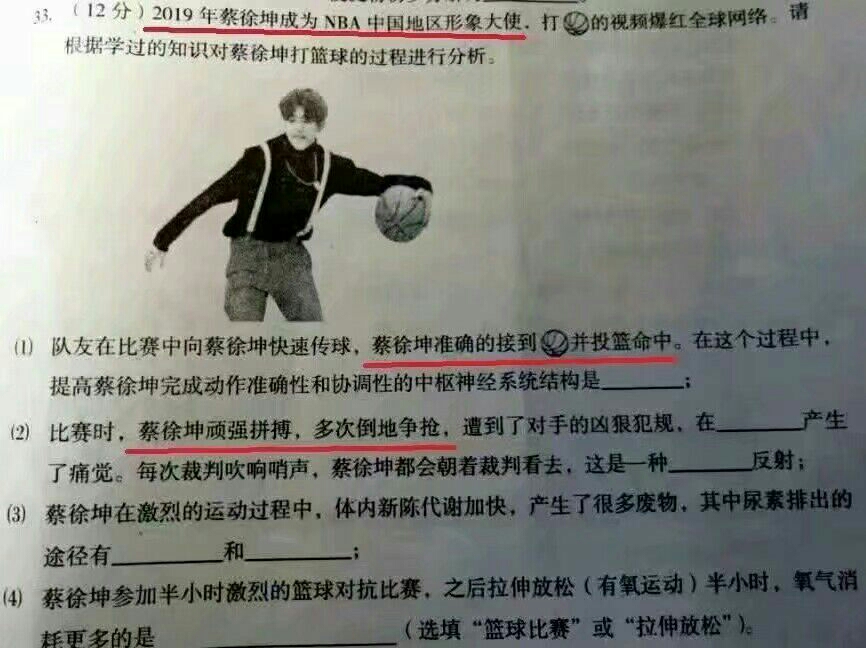 33. （12 分）2019 年蔡徐坤成为 NBA 中国地区形象大使，打的视频爆红全球网络。请
根据学过的知识对蔡徐坤打篮球的过程进行分析。
⑴ 队友在比赛中向蔡徐坤快速传球，蔡徐坤准确的接到并投篮命中。在这个过程中，
提高蔡徐坤完成动作准确性和协调性的中枢神经系统结构是________；
⑵ 比赛时，蔡徐坤顽强拼搏，多次倒地争抢，遭到了对手的凶狠犯规，在________产生
了痛觉。每次裁判吹响哨声，蔡徐坤都会朝着裁判看去，这是一种________反射；
⑶ 蔡徐坤在激烈的运动过程中，体内新陈代谢加快，产生了很多废物，其中尿素排出的
途径有__________和__________；
⑷ 蔡徐坤参加半小时激烈的篮球对抗比赛，之后拉伸放松（有氧运动）半小时，氧气消
耗更多的是____________________（选填“篮球比赛”或“拉伸放松”）。